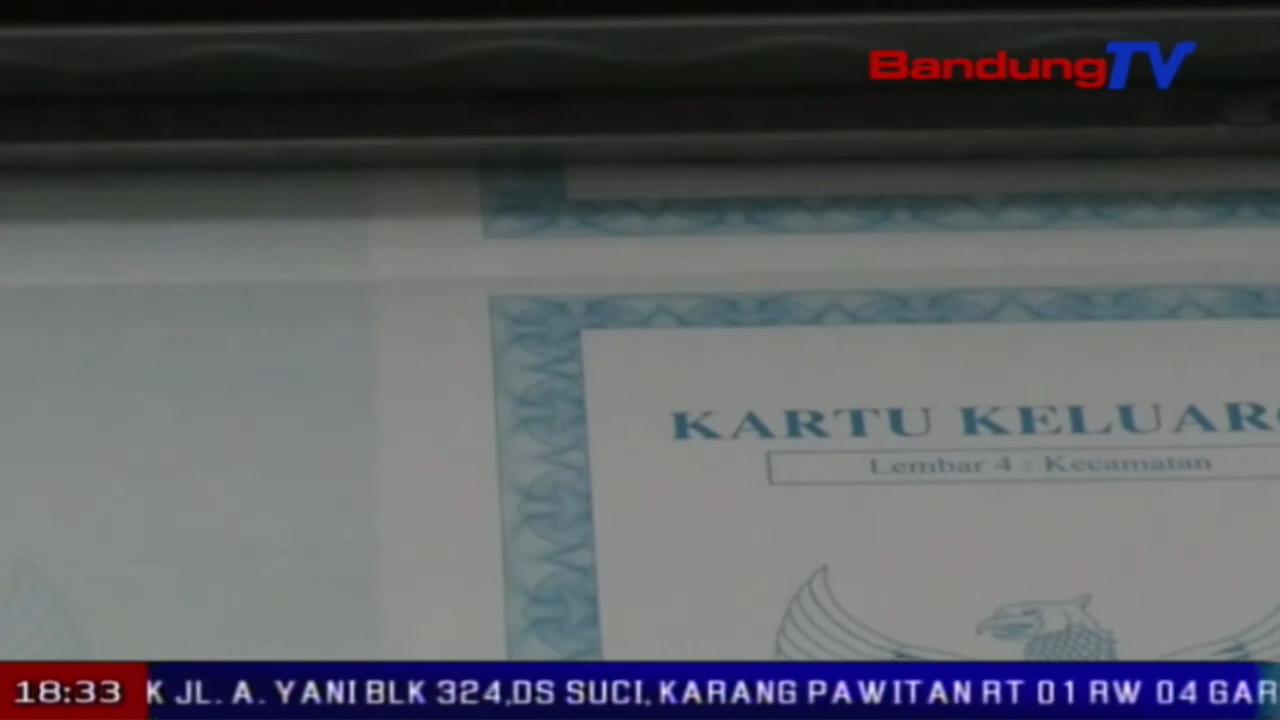 BandungTV
KARTU KELUARG
Lembar 4 : Kecamatan
18:33 K JL. A. YANI BLK 324,DS SUCI, KARANG PAWITAN RT 01 RW 04 GAR